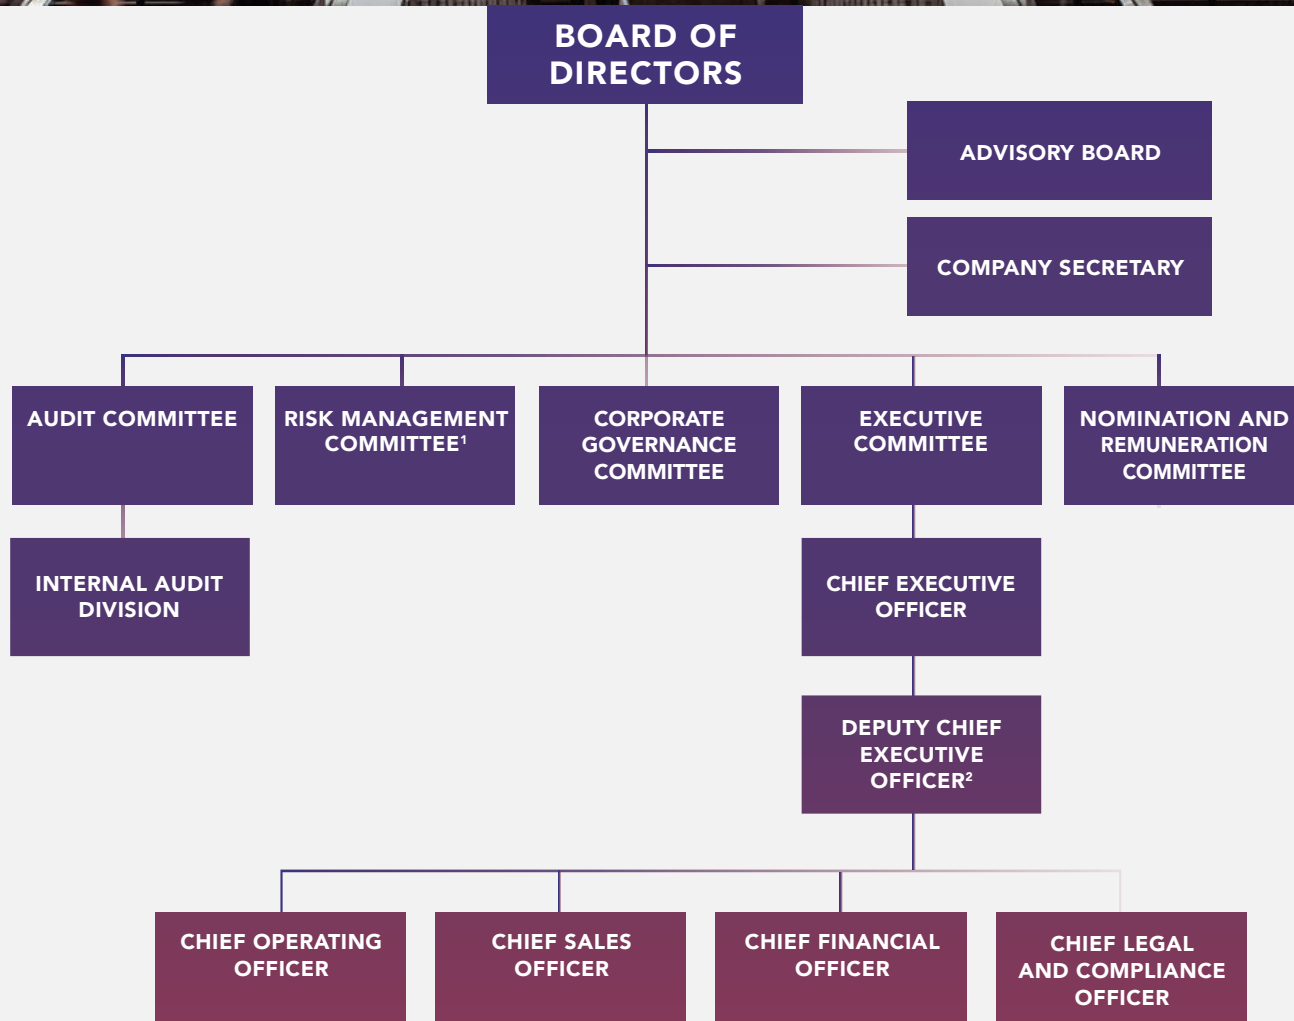 BOARD OF
DIRECTORS
ADVISORY BOARD
COMPANY SECRETARY
AUDIT COMMITTEE
RISK MANAGEMENT
COMMITTEE¹
CORPORATE
GOVERNANCE
COMMITTEE
EXECUTIVE
COMMITTEE
NOMINATION AND
REMUNERATION
COMMITTEE
INTERNAL AUDIT
DIVISION
CHIEF EXECUTIVE
OFFICER
DEPUTY CHIEF
EXECUTIVE
OFFICER²
CHIEF OPERATING
OFFICER
CHIEF SALES
OFFICER
CHIEF FINANCIAL
OFFICER
CHIEF LEGAL
AND COMPLIANCE
OFFICER